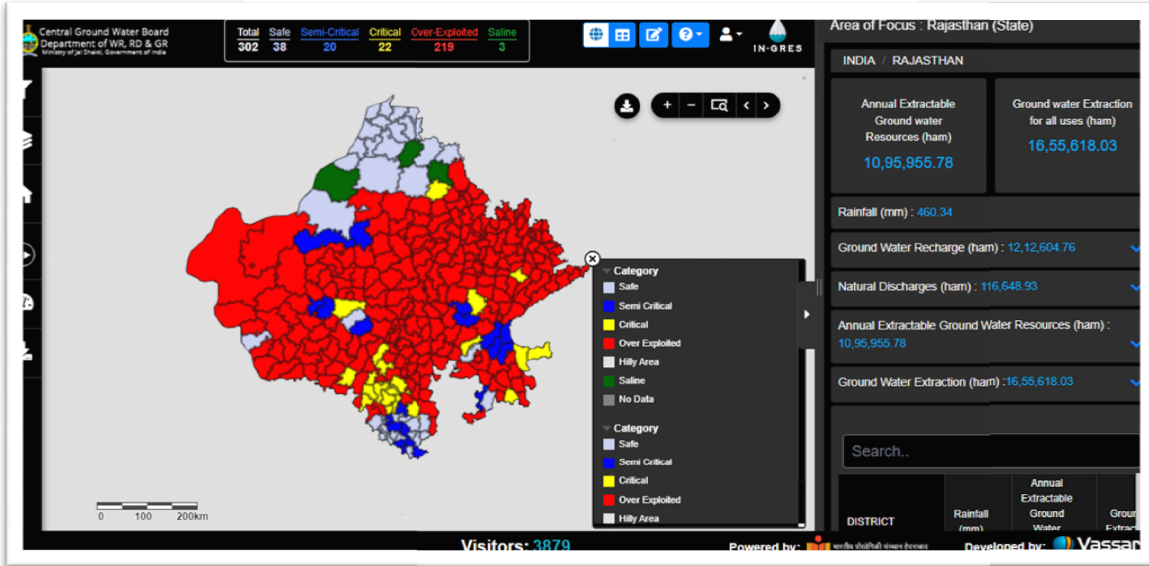 Central Ground Water Board
Department of WR, RD & GR
Ministry of Jal Shakti, Government of India
Total Safe Semi-Critical Critical Over-Exploited Saline
302 38 20 22 219 3
IN-GRES
Area of Focus : Rajasthan (State)
INDIA / RAJASTHAN
Annual Extractable
Ground water
Resources (ham)
10,95,955.78
Ground water Extraction
for all uses (ham)
16,55,618.03
Rainfall (mm) : 460.34
Ground Water Recharge (ham) : 12,12,604.76
Natural Discharges (ham) : 116,648.93
Annual Extractable Ground Water Resources (ham) :
10,95,955.78
Ground Water Extraction (ham) :16,55,618.03
Search..
DISTRICT
Rainfall
(mm)
Annual
Extractable
Ground
Water
Groun
Extract
Category
Safe
Semi Critical
Critical
Over Exploited
Hilly Area
Saline
No Data
Category
Safe
Semi Critical
Critical
Over Exploited
Hilly Area
0 100 200km
Visitors: 3879
Powered by:
भारतीय प्रौद्योगिकी संस्थान हैदराबाद
Developed by: Vassar